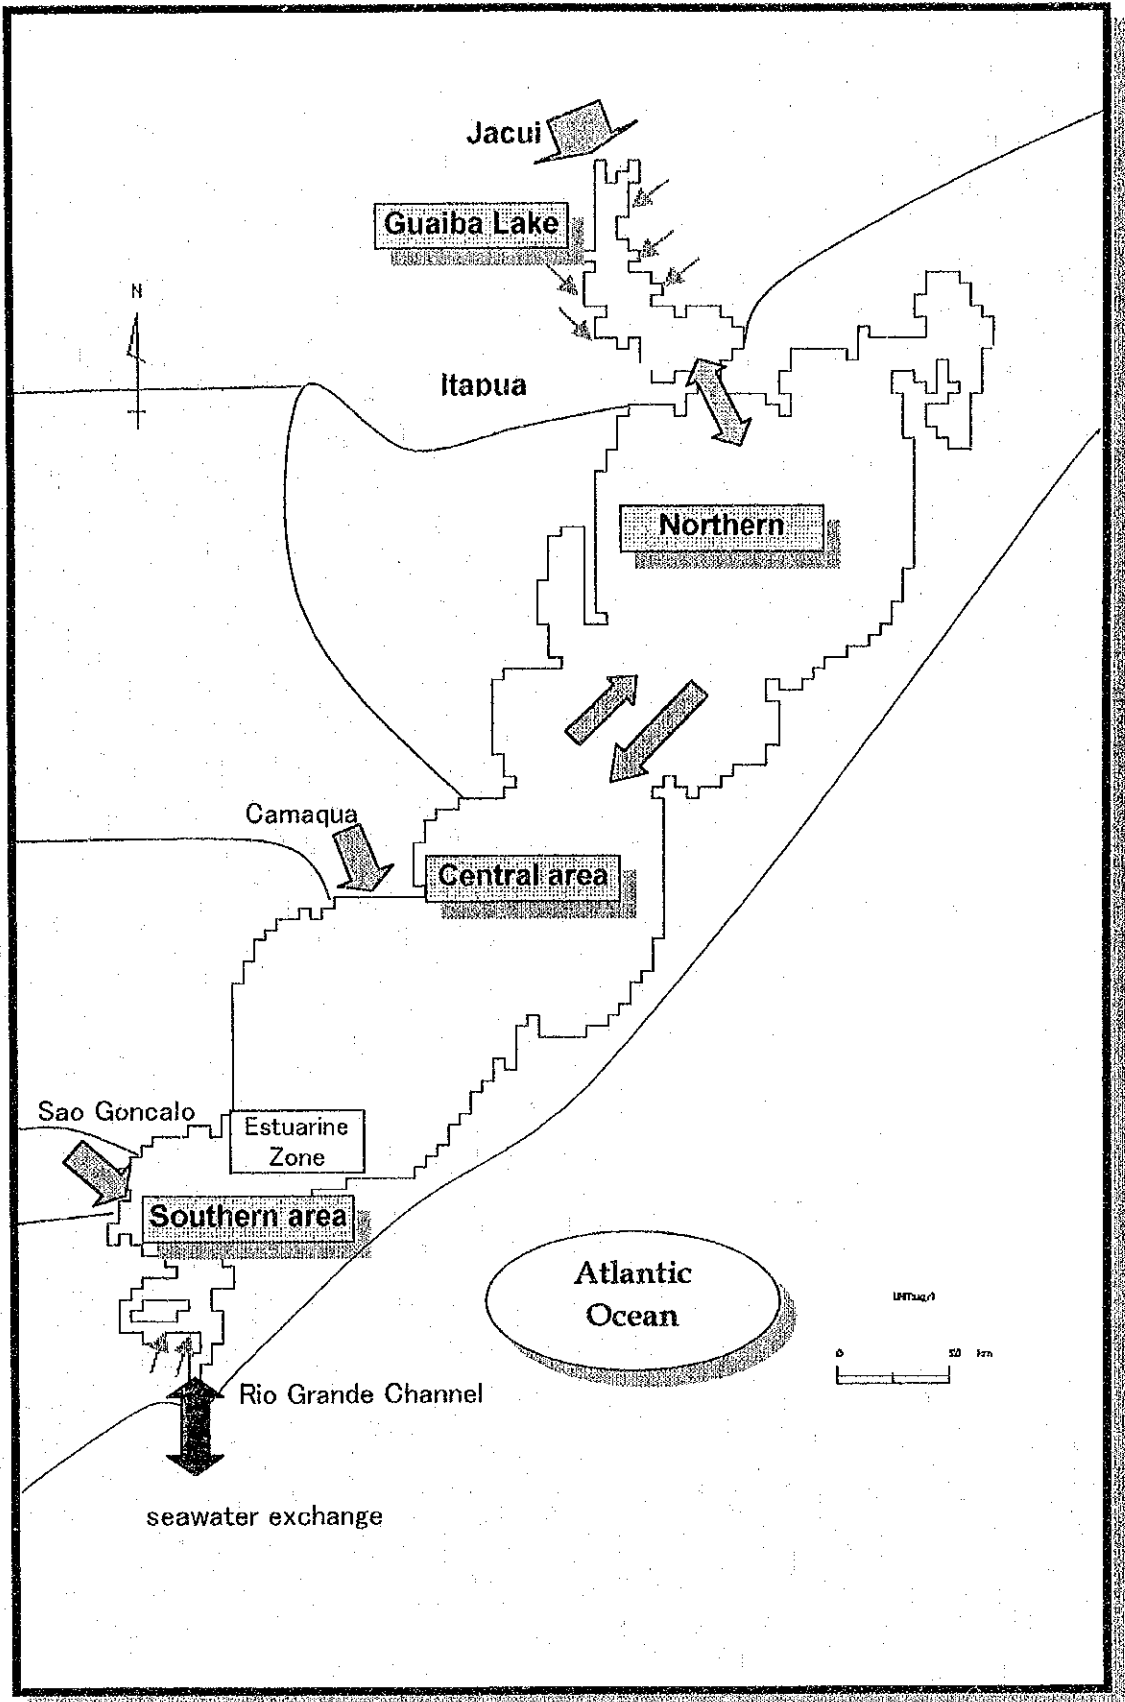 Jacui
Guaiba Lake
N
Itapua
Northern
Camaqua
Central area
Sao Goncalo
Estuarine
Zone
Southern area
Atlantic
Ocean
0
km
Rio Grande Channel
seawater exchange